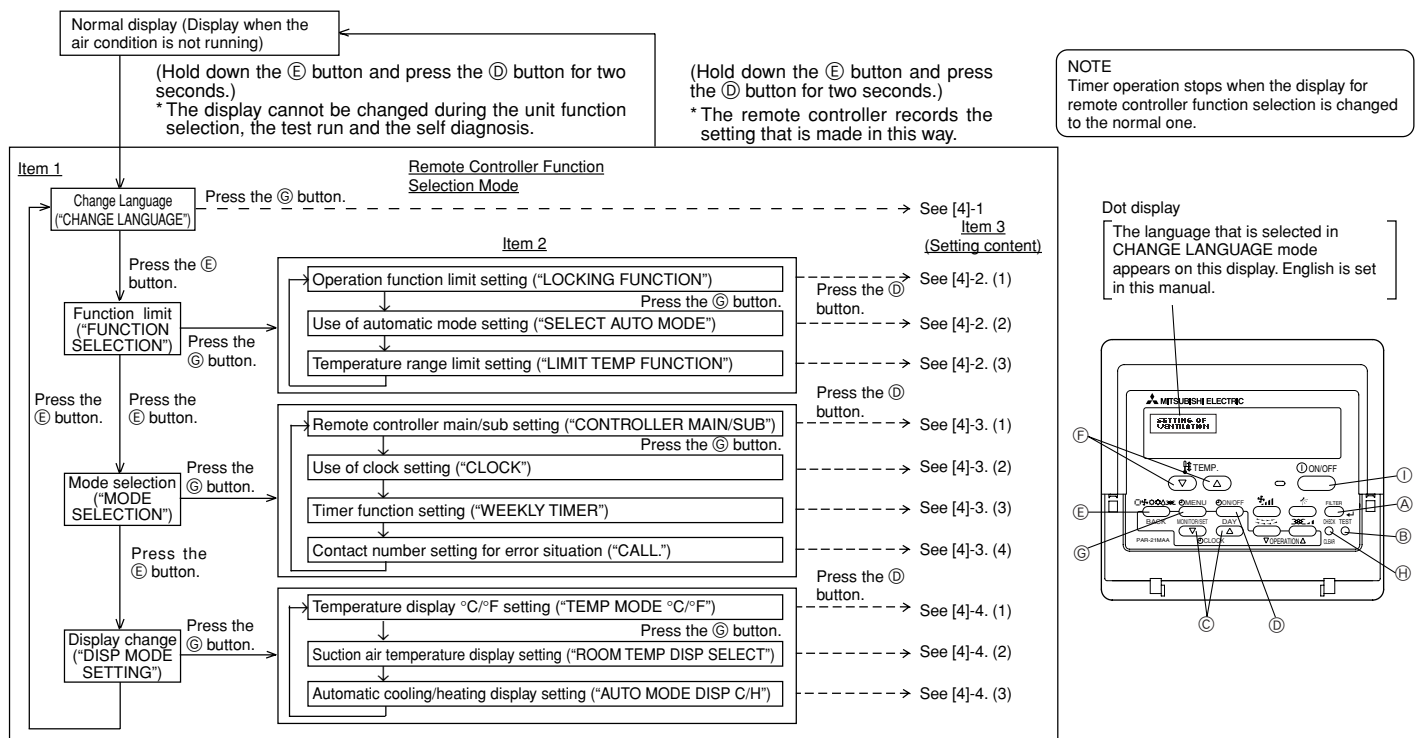 Normal display (Display when the
air condition is not running)
(Hold down the Ⓔ button and press the Ⓓ button for two
seconds.)
* The display cannot be changed during the unit function
selection, the test run and the self diagnosis.
(Hold down the Ⓔ button and press
the Ⓓ button for two seconds.)
* The remote controller records the
setting that is made in this way.
NOTE
Timer operation stops when the display for
remote controller function selection is changed
to the normal one.
Item 1
Remote Controller Function
Selection Mode
Change Language
("CHANGE LANGUAGE")
Press the Ⓖ button.
See [4]-1
Item 2
Item 3
(Setting content)
Press the Ⓔ
button.
Function limit
("FUNCTION
SELECTION")
Press the
Ⓖ button.
Operation function limit setting ("LOCKING FUNCTION")
Press the Ⓖ button.
Use of automatic mode setting ("SELECT AUTO MODE")
Temperature range limit setting ("LIMIT TEMP FUNCTION")
Press the Ⓓ
button.
See [4]-2. (1)
See [4]-2. (2)
See [4]-2. (3)
Press the
Ⓔ button.
Press the
Ⓔ button.
Mode selection
("MODE
SELECTION")
Press the
Ⓖ button.
Remote controller main/sub setting ("CONTROLLER MAIN/SUB")
Press the Ⓖ button.
Use of clock setting ("CLOCK")
Timer function setting ("WEEKLY TIMER")
Contact number setting for error situation ("CALL.")
Press the Ⓓ
button.
See [4]-3. (1)
See [4]-3. (2)
See [4]-3. (3)
See [4]-3. (4)
Press the
Ⓔ button.
Display change
("DISP MODE
SETTING")
Press the
Ⓖ button.
Temperature display °C/°F setting ("TEMP MODE °C/°F")
Press the Ⓖ button.
Suction air temperature display setting ("ROOM TEMP DISP SELECT")
Automatic cooling/heating display setting ("AUTO MODE DISP C/H")
Press the Ⓓ
button.
See [4]-4. (1)
See [4]-4. (2)
See [4]-4. (3)
Dot display
The language that is selected in
CHANGE LANGUAGE mode
appears on this display. English is set
in this manual.
MITSUBISHI ELECTRIC
SETTING OF
VENTILATION
Ⓕ
TEMP.
ON/OFF
Ⓘ
MENU
ON/OFF
FILTER
Ⓐ
Ⓔ
BACK
MONITOR/SET
DAY
CHECK TEST
Ⓑ
Ⓖ
PAR-21MAA
CLOCK
OPERATION
CLEAR
Ⓗ
Ⓒ
Ⓓ